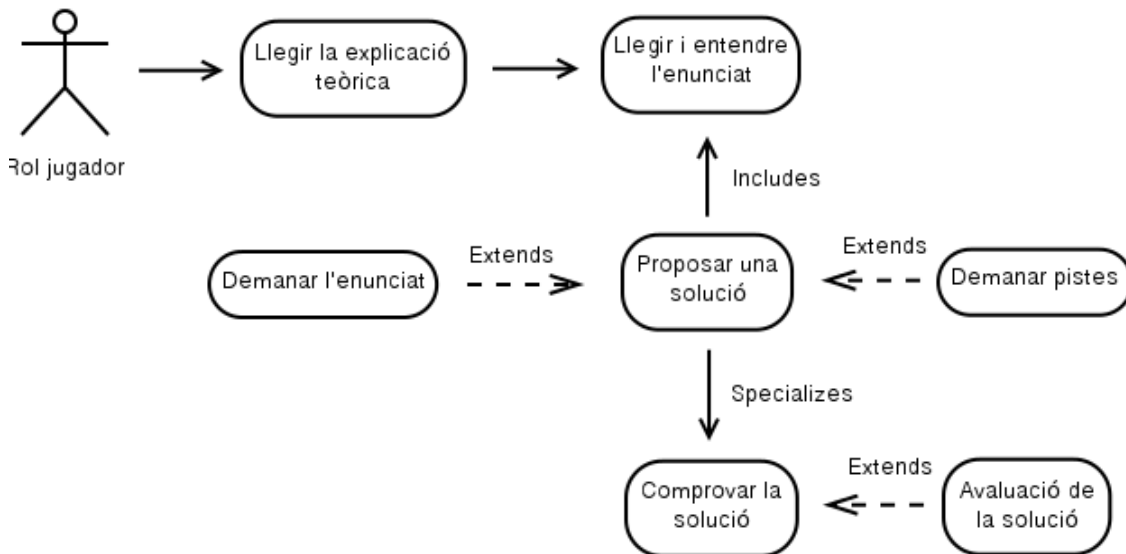 Llegir la explicació
teòrica
Llegir i entendre
l'enunciat
Rol jugador
Includes
Demanar l'enunciat
Extends
Proposar una
solució
Extends
Demanar pistes
Specializes
Comprovar la
solució
Extends
Avaluació de
la solució